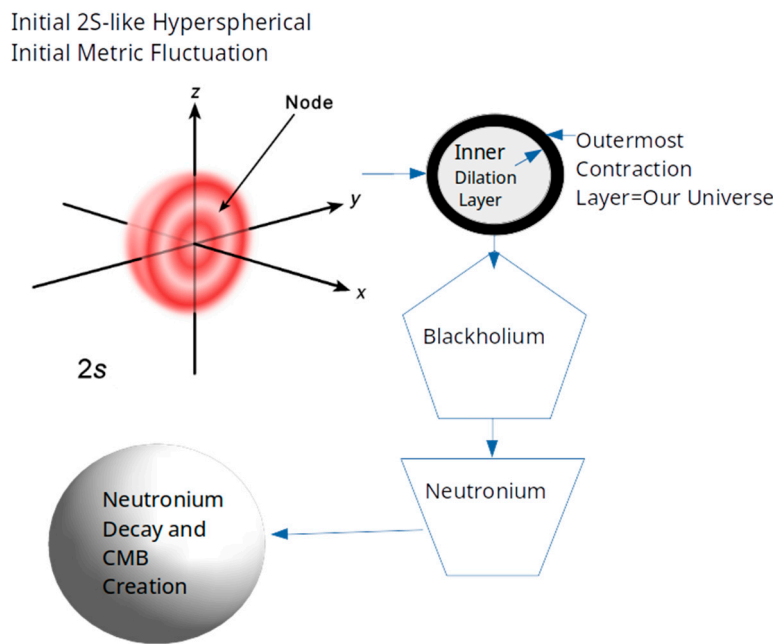 Initial 2S-like Hyperspherical
Initial Metric Fluctuation
z
Node
y
x
2s
Inner
Dilation
Layer
Outermost
Contraction
Layer=Our Universe
Blackholium
Neutronium
Neutronium
Decay and
CMB
Creation